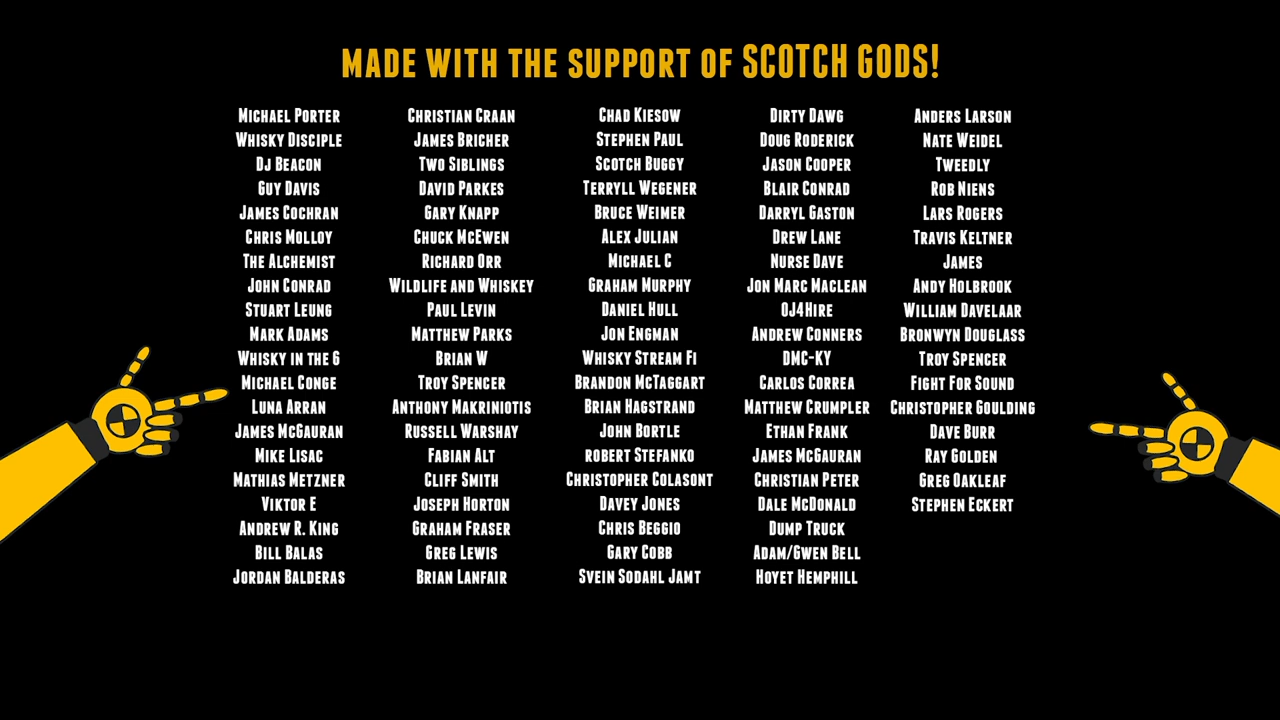 MADE WITH THE SUPPORT OF SCOTCH GODS!
MICHAEL PORTER
WHISKY DISCIPLE
DJ BEACON
GUY DAVIS
JAMES COCHRAN
CHRIS MOLLOY
THE ALCHEMIST
JOHN CONRAD
STUART LEUNG
MARK ADAMS
WHISKY IN THE 6
MICHAEL CONGE
LUNA ARRAN
JAMES MCGAURAN
MIKE LISAC
MATHIAS METZNER
VIKTOR E
ANDREW R. KING
BILL BALAS
JORDAN BALDERAS
CHRISTIAN CRAAN
JAMES BRICHER
TWO SIBLINGS
DAVID PARKES
GARY KNAPP
CHUCK MCEWEN
RICHARD ORR
WILDLIFE AND WHISKEY
PAUL LEVIN
MATTHEW PARKS
BRIAN W
TROY SPENCER
ANTHONY MAKRINIOTIS
RUSSELL WARSHAY
FABIAN ALT
CLIFF SMITH
JOSEPH HORTON
GRAHAM FRASER
GREG LEWIS
BRIAN LANFAIR
CHAD KIESOW
STEPHEN PAUL
SCOTCH BUGGY
TERRYLL WEGENER
BRUCE WEIMER
ALEX JULIAN
MICHAEL C
GRAHAM MURPHY
DANIEL HULL
JON ENGMAN
WHISKY STREAM FI
BRANDON MCTAGGART
BRIAN HAGSTRAND
JOHN BORTLE
ROBERT STEFANKO
CHRISTOPHER COLASONT
DAVEY JONES
CHRIS BEGGIO
GARY COBB
SVEIN SODAHL JAMT
DIRTY DAWG
DOUG RODERICK
JASON COOPER
BLAIR CONRAD
DARRYL GASTON
DREW LANE
NURSE DAVE
JON MARC MACLEAN
OJ4HIRE
ANDREW CONNERS
DMC-KY
CARLOS CORREA
MATTHEW CRUMPLER
ETHAN FRANK
JAMES MCGAURAN
CHRISTIAN PETER
DALE MCDONALD
DUMP TRUCK
ADAM/GWEN BELL
HOYET HEMPHILL
ANDERS LARSON
NATE WEIDEL
TWEEDLY
ROB NIENS
LARS ROGERS
TRAVIS KELTNER
JAMES
ANDY HOLBROOK
WILLIAM DAVELAAR
BRONWYN DOUGLASS
TROY SPENCER
FIGHT FOR SOUND
CHRISTOPHER GOULDING
DAVE BURR
RAY GOLDEN
GREG OAKLEAF
STEPHEN ECKERT